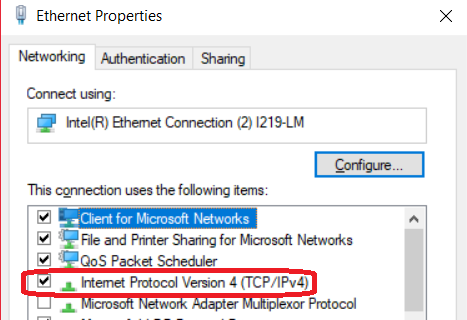 Ethernet Properties
Networking
Authentication
Sharing
Connect using:
Intel(R) Ethernet Connection (2) I219-LM
Configure...
This connection uses the following items:
Client for Microsoft Networks
File and Printer Sharing for Microsoft Networks
QoS Packet Scheduler
Internet Protocol Version 4 (TCP/IPv4)
Microsoft Network Adapter Multiplexor Protocol